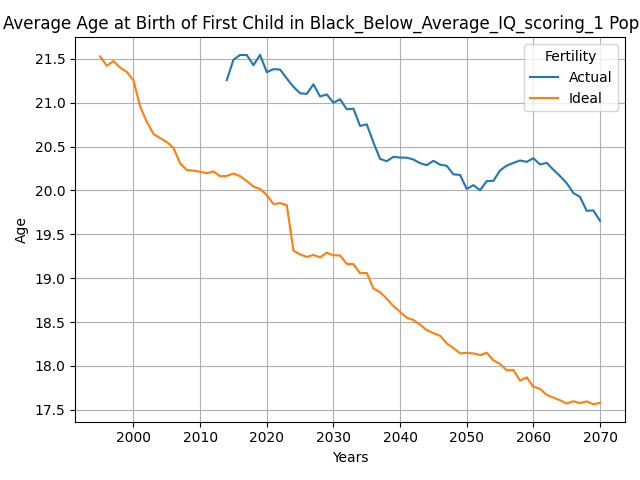 Average Age at Birth of First Child in Black_Below_Average_IQ_scoring_1 Pop
Fertility
Actual
Ideal
21.5
21.0
20.5
20.0
19.5
19.0
18.5
18.0
17.5
Age
2000 2010 2020 2030 2040 2050 2060 2070
Years